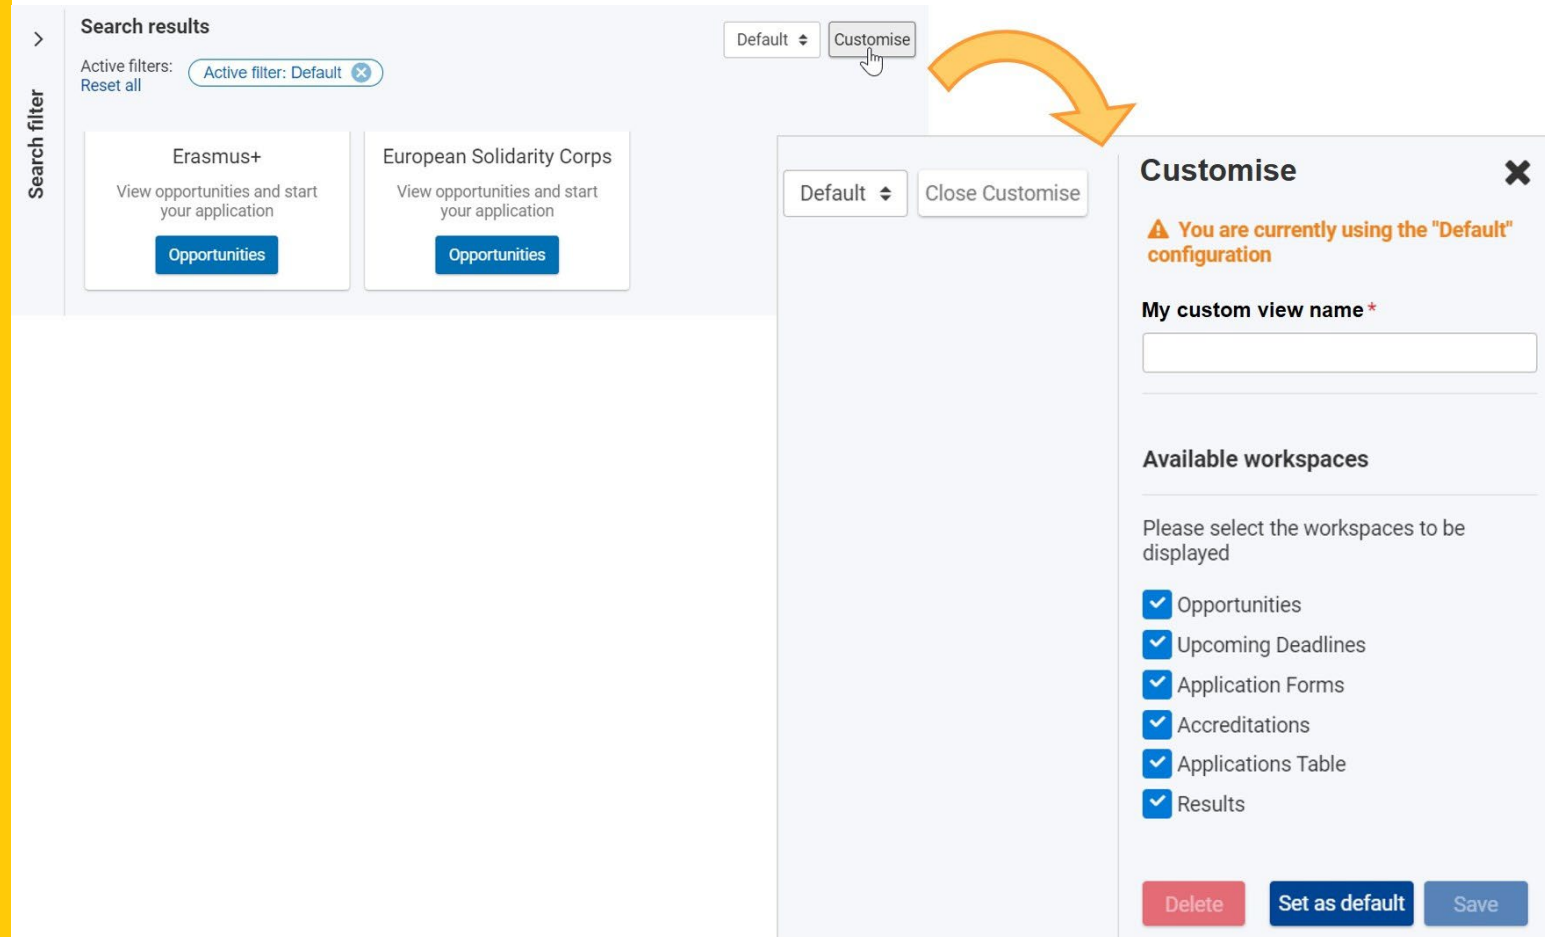 Search results
Default
Customise
Active filters:
Active filter: Default
Reset all
Search filter
Erasmus+
View opportunities and start
your application
Opportunities
European Solidarity Corps
View opportunities and start
your application
Opportunities
Default
Close Customise
Customise
You are currently using the "Default"
configuration
My custom view name *
Available workspaces
Please select the workspaces to be
displayed
Opportunities
Upcoming Deadlines
Application Forms
Accreditations
Applications Table
Results
Delete
Set as default
Save